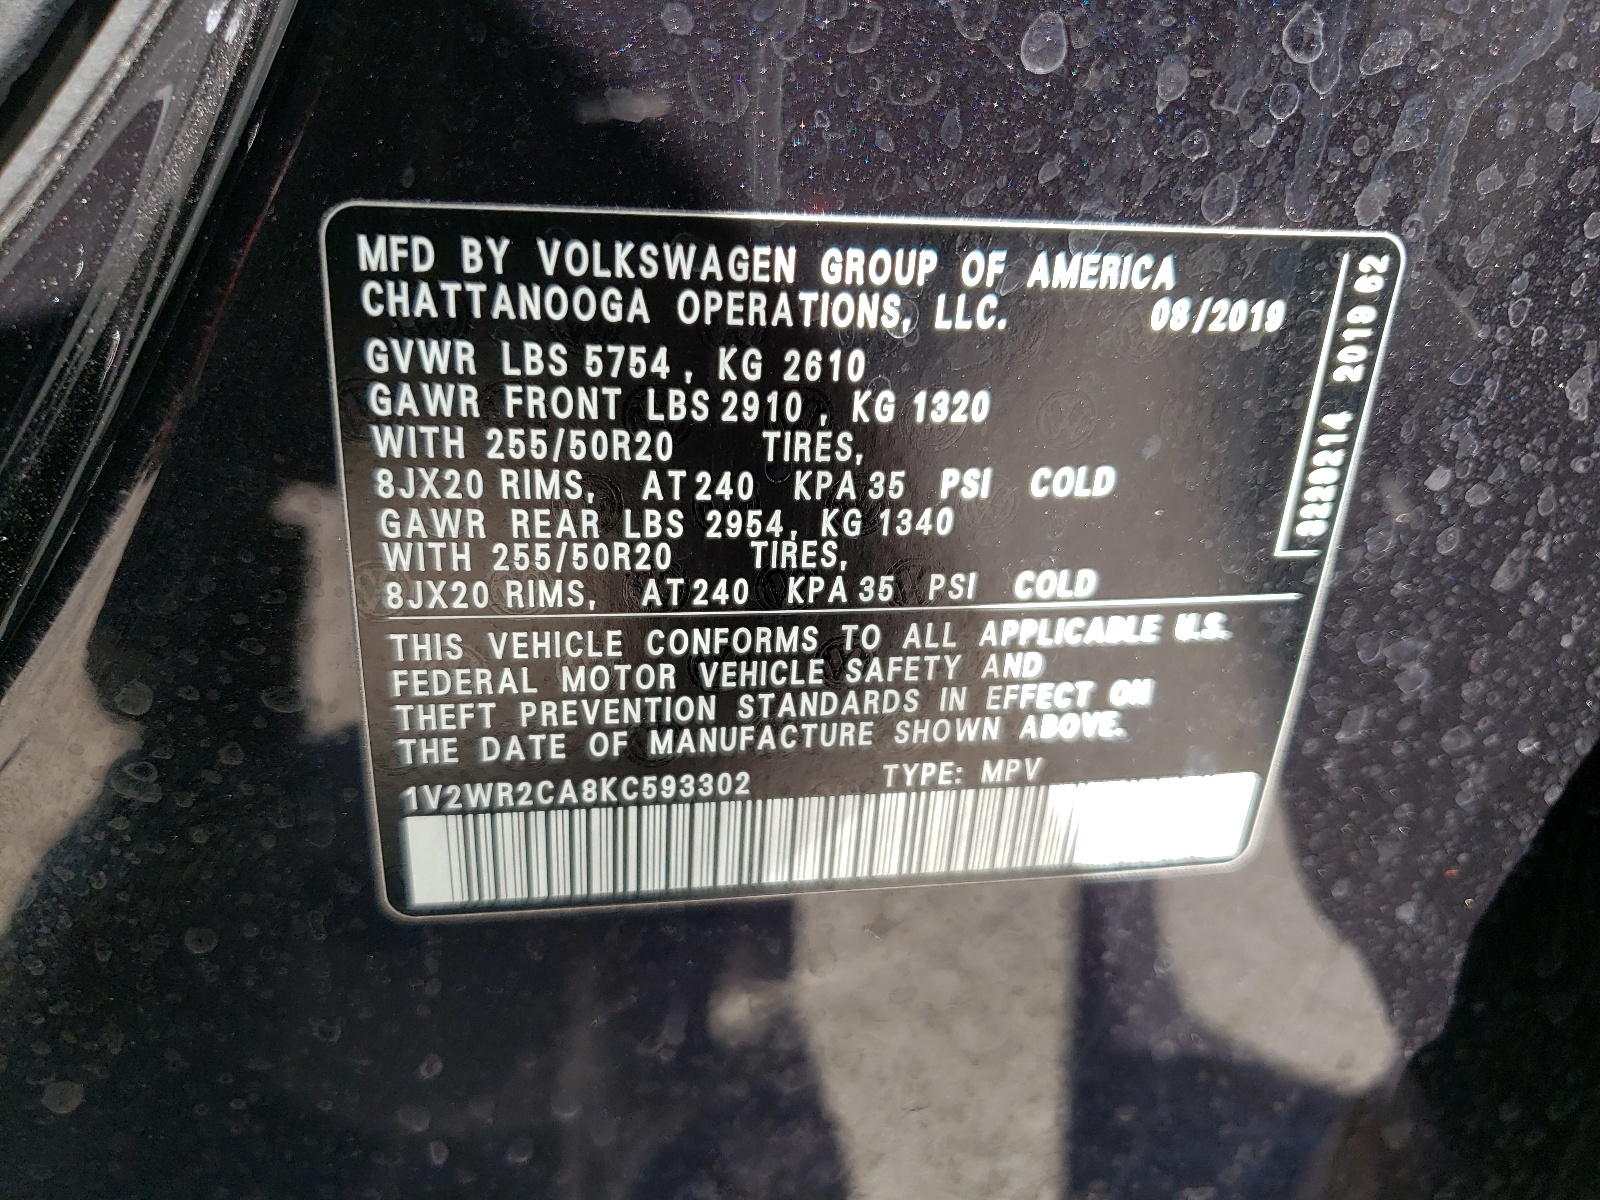 MFD BY VOLKSWAGEN GROUP OF AMERICA
CHATTANOOGA OPERATIONS, LLC. 08/2019
GVWR LBS 5754, KG 2610
GAWR FRONT LBS 2910, KG 1320
WITH 255/50R20 TIRES,
8JX20 RIMS, AT 240 KPA 35 PSI COLD
GAWR REAR LBS 2954, KG 1340
WITH 255/50R20 TIRES,
8JX20 RIMS, AT 240 KPA 35 PSI COLD
THIS VEHICLE CONFORMS TO ALL APPLICABLE U.S.
FEDERAL MOTOR VEHICLE SAFETY AND
THEFT PREVENTION STANDARDS IN EFFECT ON
THE DATE OF MANUFACTURE SHOWN ABOVE.
1V2WR2CA8KC593302 TYPE: MPV
2019